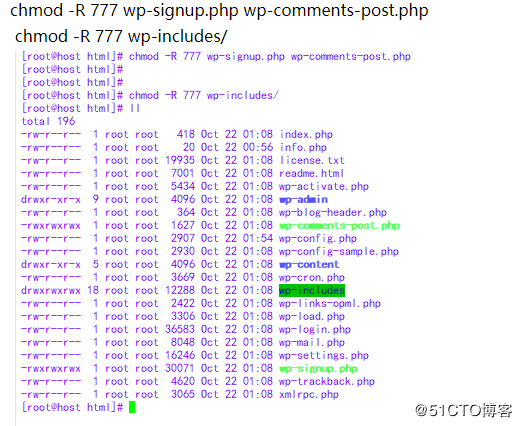 chmod -R 777 wp-signup.php wp-comments-post.php
chmod -R 777 wp-includes/
[root@host html]# chmod -R 777 wp-signup.php wp-comments-post.php
[root@host html]#
[root@host html]#
[root@host html]# chmod -R 777 wp-includes/
[root@host html]# ll
total 196
-rw-r--r-- 1 root root 418 Oct 22 01:08 index.php
-rw-r--r-- 1 root root 20 Oct 22 00:56 info.php
-rw-r--r-- 1 root root 19935 Oct 22 01:08 license.txt
-rw-r--r-- 1 root root 7001 Oct 22 01:08 readme.html
-rw-r--r-- 1 root root 5434 Oct 22 01:08 wp-activate.php
drwxr-xr-x 9 root root 4096 Oct 22 01:08 wp-admin
-rw-r--r-- 1 root root 364 Oct 22 01:08 wp-blog-header.php
-rwxrwxrwx 1 root root 1627 Oct 22 01:08 wp-comments-post.php
-rw-r--r-- 1 root root 2907 Oct 22 01:54 wp-config.php
-rw-r--r-- 1 root root 2930 Oct 22 01:08 wp-config-sample.php
drwxr-xr-x 5 root root 4096 Oct 22 01:08 wp-content
-rw-r--r-- 1 root root 3669 Oct 22 01:08 wp-cron.php
drwxrwxrwx 18 root root 12288 Oct 22 01:08 wp-includes
-rw-r--r-- 1 root root 2422 Oct 22 01:08 wp-links-opml.php
-rw-r--r-- 1 root root 3306 Oct 22 01:08 wp-load.php
-rw-r--r-- 1 root root 36583 Oct 22 01:08 wp-login.php
-rw-r--r-- 1 root root 8048 Oct 22 01:08 wp-mail.php
-rw-r--r-- 1 root root 16246 Oct 22 01:08 wp-settings.php
-rwxrwxrwx 1 root root 30071 Oct 22 01:08 wp-signup.php
-rw-r--r-- 1 root root 4620 Oct 22 01:08 wp-trackback.php
-rw-r--r-- 1 root root 3065 Oct 22 01:08 xmlrpc.php
[root@host html]#
@51CTO博客